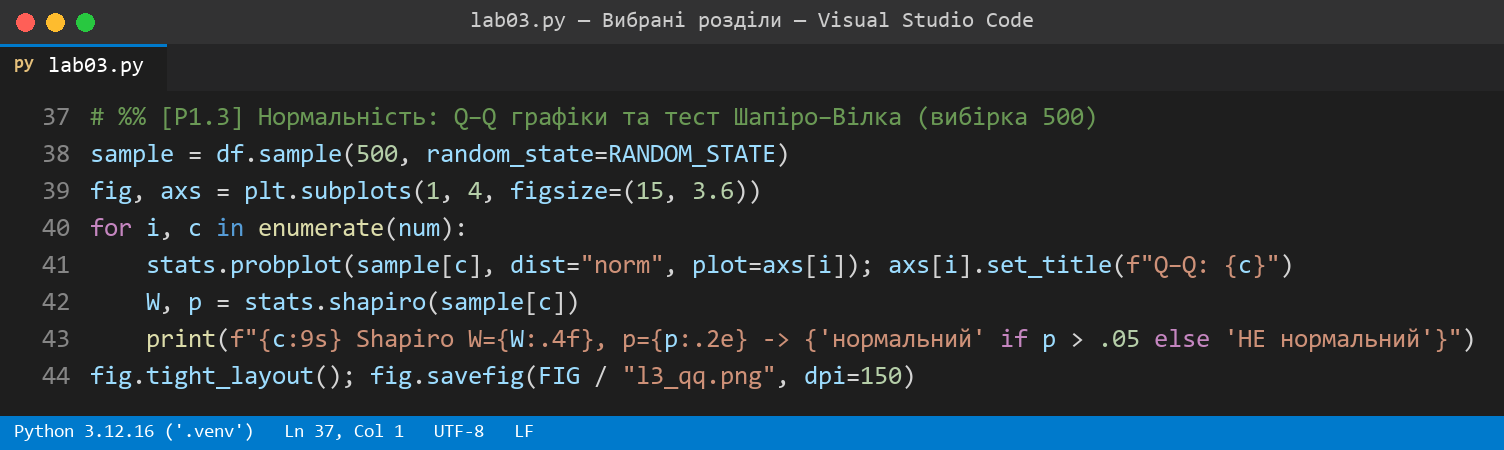 lab03.py — Вибрані розділи — Visual Studio Code
py lab03.py
37 # %% [P1.3] Нормальність: Q–Q графіки та тест Шапіро–Вілка (вибірка 500)
38 sample = df.sample(500, random_state=RANDOM_STATE)
39 fig, axs = plt.subplots(1, 4, figsize=(15, 3.6))
40 for i, c in enumerate(num):
41     stats.probplot(sample[c], dist="norm", plot=axs[i]); axs[i].set_title(f"Q–Q: {c}")
42     W, p = stats.shapiro(sample[c])
43     print(f"{c:9s} Shapiro W={W:.4f}, p={p:.2e} -> {'нормальний' if p > .05 else 'НЕ нормальний'}")
44 fig.tight_layout(); fig.savefig(FIG / "l3_qq.png", dpi=150)
Python 3.12.16 ('.venv') Ln 37, Col 1 UTF-8 LF